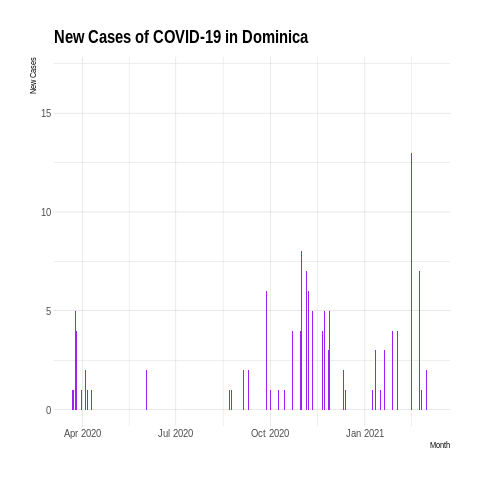 New Cases of COVID-19 in Dominica
New Cases
15
10
5
0
Apr 2020 Jul 2020 Oct 2020 Jan 2021
Month